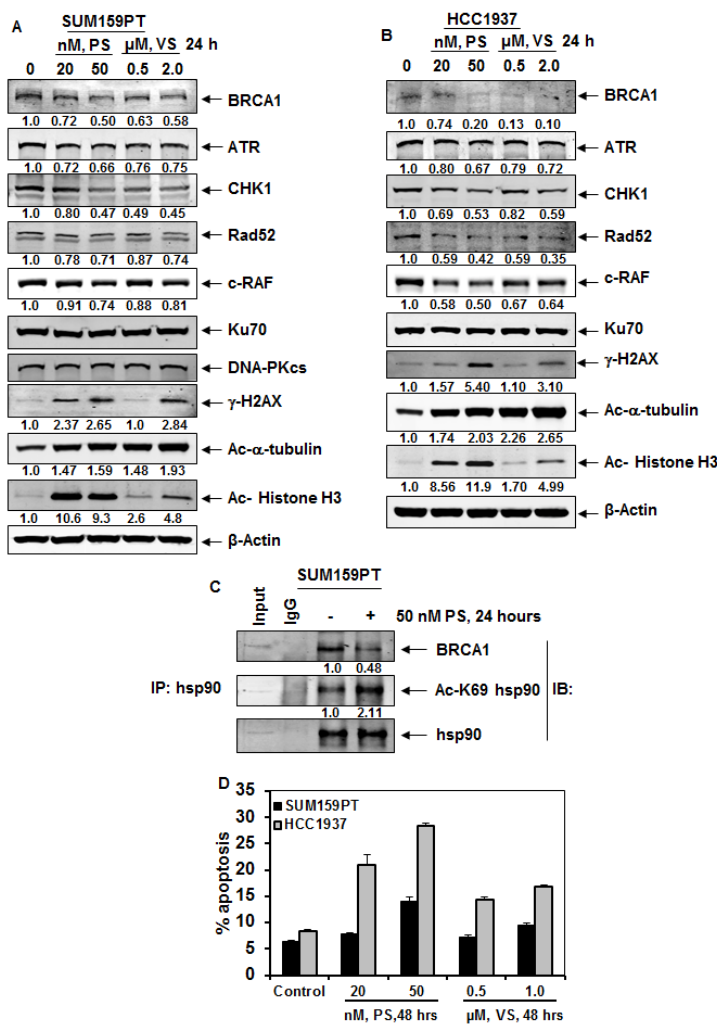 A
SUM159PT
nM, PS µM, VS 24 h
0 20 50 0.5 2.0
BRCA1
1.0 0.72 0.50 0.63 0.58
ATR
1.0 0.72 0.66 0.76 0.75
CHK1
1.0 0.80 0.47 0.49 0.45
Rad52
1.0 0.78 0.71 0.87 0.74
c-RAF
1.0 0.91 0.74 0.88 0.81
Ku70
DNA-PKcs
γ-H2AX
1.0 2.37 2.65 1.0 2.84
Ac-α-tubulin
1.0 1.47 1.59 1.48 1.93
Ac- Histone H3
1.0 10.6 9.3 2.6 4.8
β-Actin
B
HCC1937
nM, PS µM, VS 24 h
0 20 50 0.5 2.0
BRCA1
1.0 0.74 0.20 0.13 0.10
ATR
1.0 0.80 0.67 0.79 0.72
CHK1
1.0 0.69 0.53 0.82 0.59
Rad52
1.0 0.59 0.42 0.59 0.35
c-RAF
1.0 0.58 0.50 0.67 0.64
Ku70
γ-H2AX
1.0 1.57 5.40 1.10 3.10
Ac-α-tubulin
1.0 1.74 2.03 2.26 2.65
Ac- Histone H3
1.0 8.56 11.9 1.70 4.99
β-Actin
C
SUM159PT
Input IgG - + 50 nM PS, 24 hours
BRCA1
1.0 0.48
IP: hsp90 Ac-K69 hsp90 IB:
1.0 2.11
hsp90
D
% apoptosis
35
30
25
20
15
10
5
0
SUM159PT
HCC1937
Control 20 50 0.5 1.0
nM, PS,48 hrs µM, VS, 48 hrs